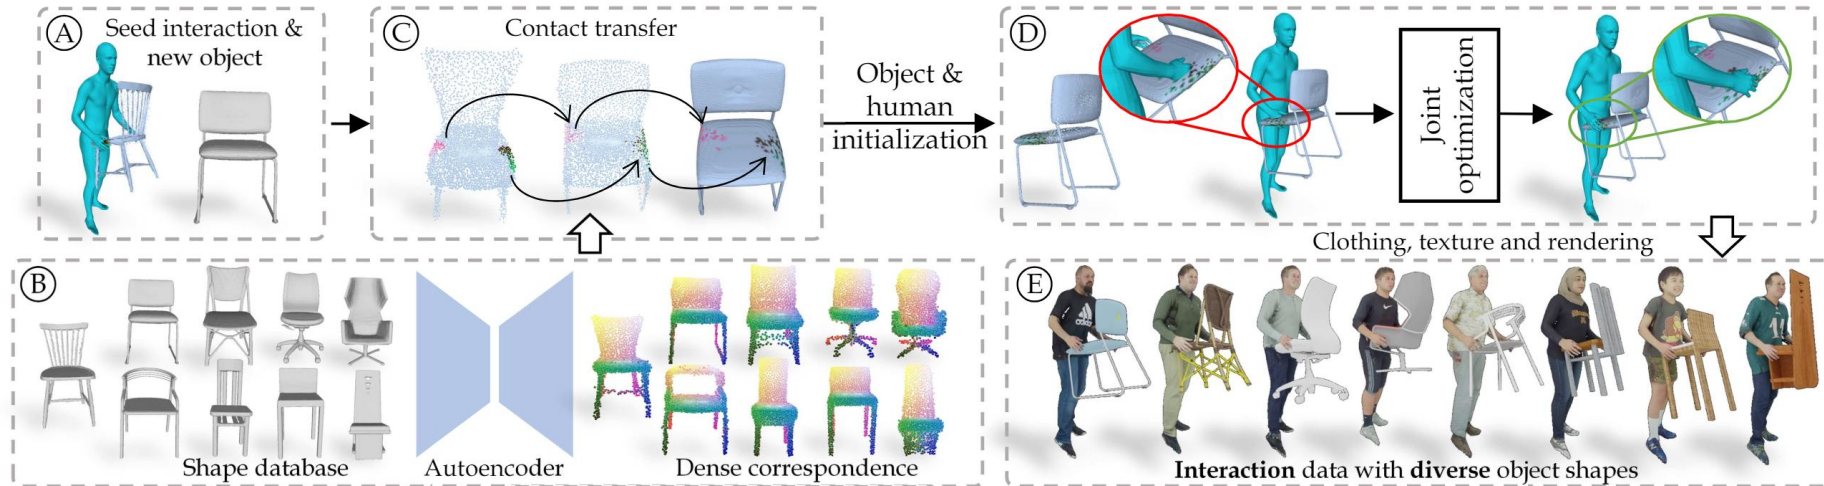 A
Seed interaction &
new object
C
Contact transfer
Object &
human
initialization
D
Joint
optimization
Clothing, texture and rendering
B
Shape database
Autoencoder
Dense correspondence
E
Interaction data with diverse object shapes